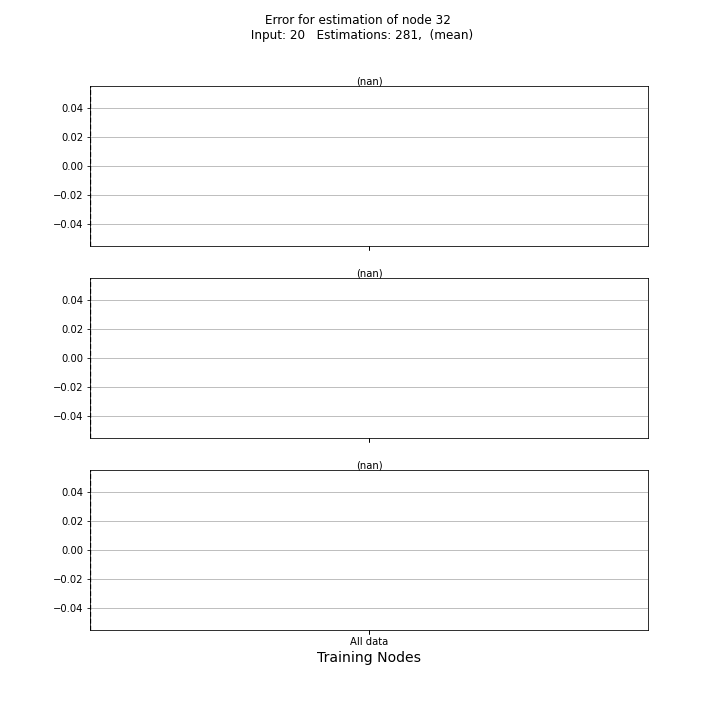 Error for estimation of node 32
Input: 20   Estimations: 281,  (mean)
(nan)
0.04
0.02
0.00
−0.02
−0.04
(nan)
0.04
0.02
0.00
−0.02
−0.04
(nan)
0.04
0.02
0.00
−0.02
−0.04
All data
Training Nodes